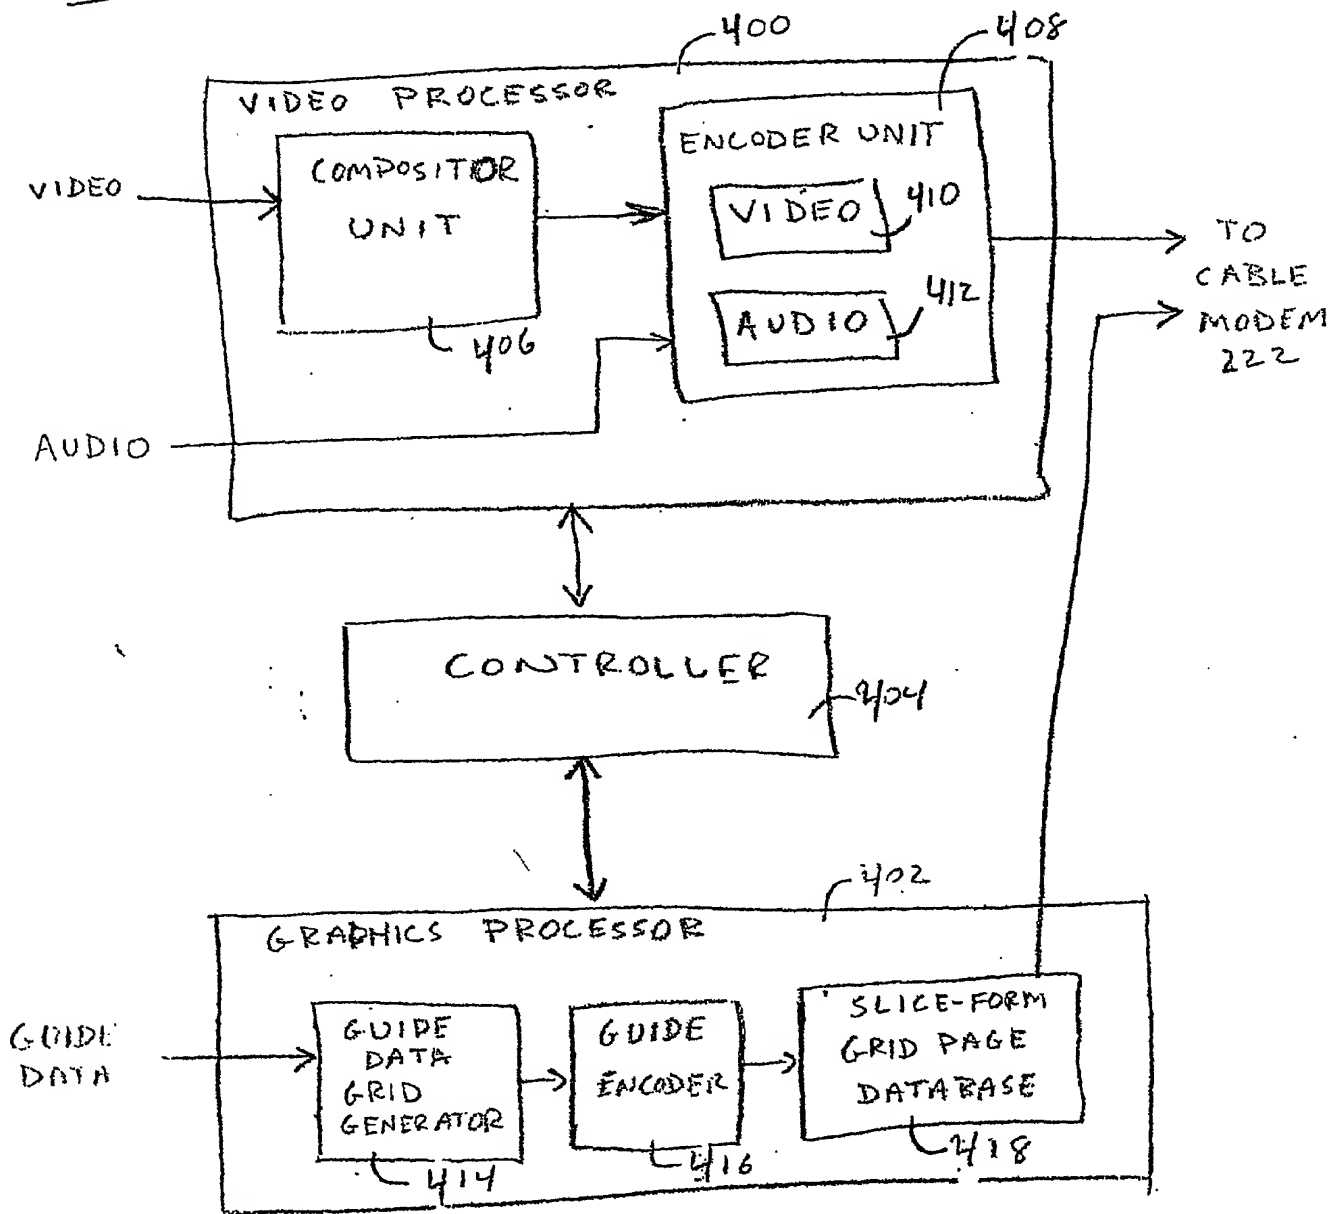 400
408
VIDEO PROCESSOR
ENCODER UNIT
COMPOSITOR
UNIT
VIDEO
VIDEO
410
TO
CABLE
MODEM
222
AUDIO
412
406
AUDIO
CONTROLLER
404
402
GRAPHICS PROCESSOR
GUIDE
DATA
GUIDE
DATA
GRID
GENERATOR
GUIDE
ENCODER
SLICE-FORM
GRID PAGE
DATABASE
414
416
418